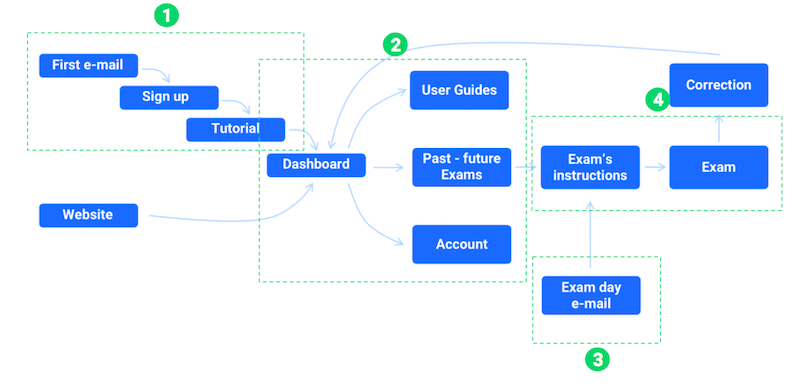 1
First e-mail
Sign up
Tutorial
Website
2
User Guides
Dashboard
Past - future
Exams
Account
4
Correction
Exam's
instructions
Exam
Exam day
e-mail
3